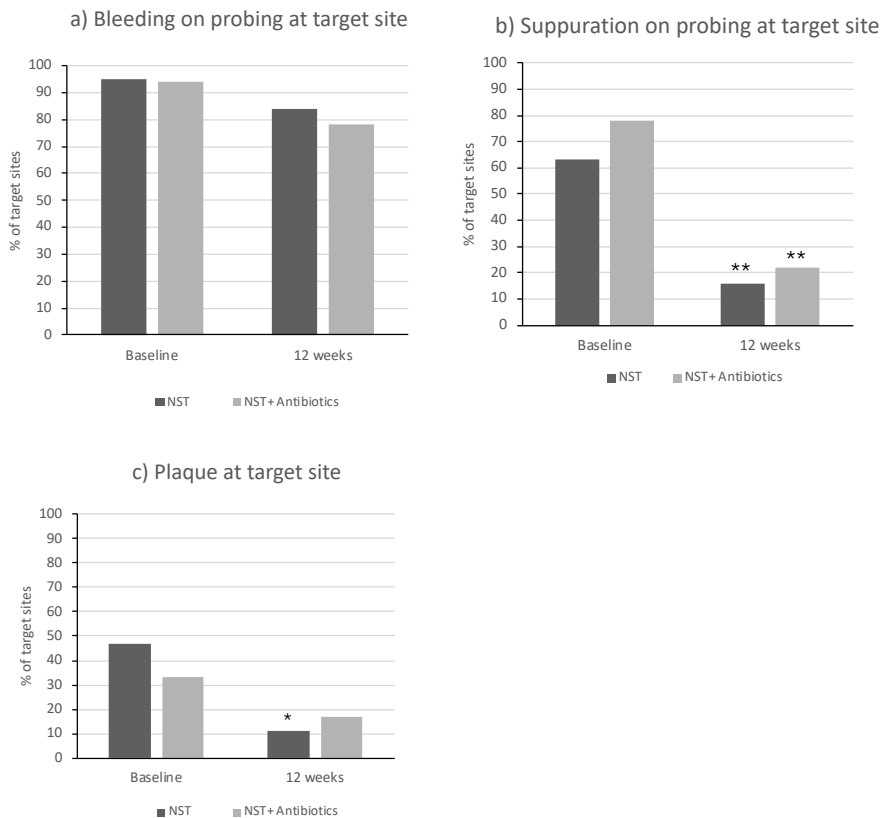 a) Bleeding on probing at target site
% of target sites
100
90
80
70
60
50
40
30
20
10
0
Baseline 12 weeks
NST NST+ Antibiotics
b) Suppuration on probing at target site
% of target sites
100
90
80
70
60
50
40
30
20
10
0
** **
Baseline 12 weeks
NST NST+ Antibiotics
c) Plaque at target site
% of target sites
100
90
80
70
60
50
40
30
20
10
0
*
Baseline 12 weeks
NST NST+ Antibiotics